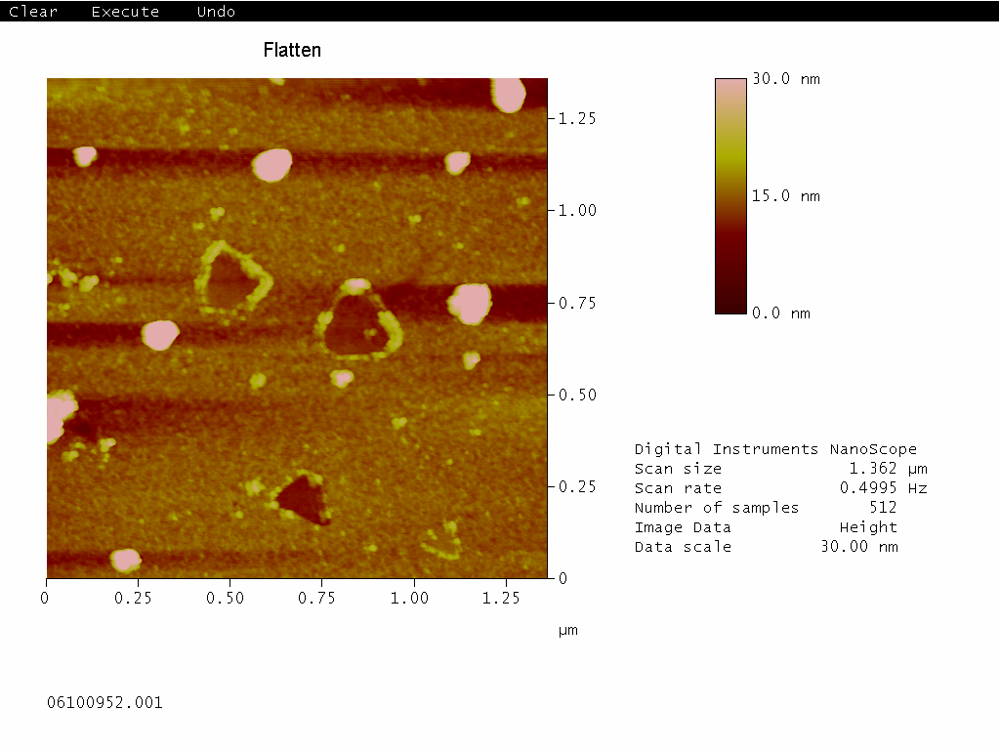 Clear Execute Undo
Flatten
30.0 nm
15.0 nm
0.0 nm
1.25
1.00
0.75
0.50
0.25
0
0 0.25 0.50 0.75 1.00 1.25
µm
Digital Instruments NanoScope
Scan size 1.362 µm
Scan rate 0.4995 Hz
Number of samples 512
Image Data Height
Data scale 30.00 nm
06100952.001